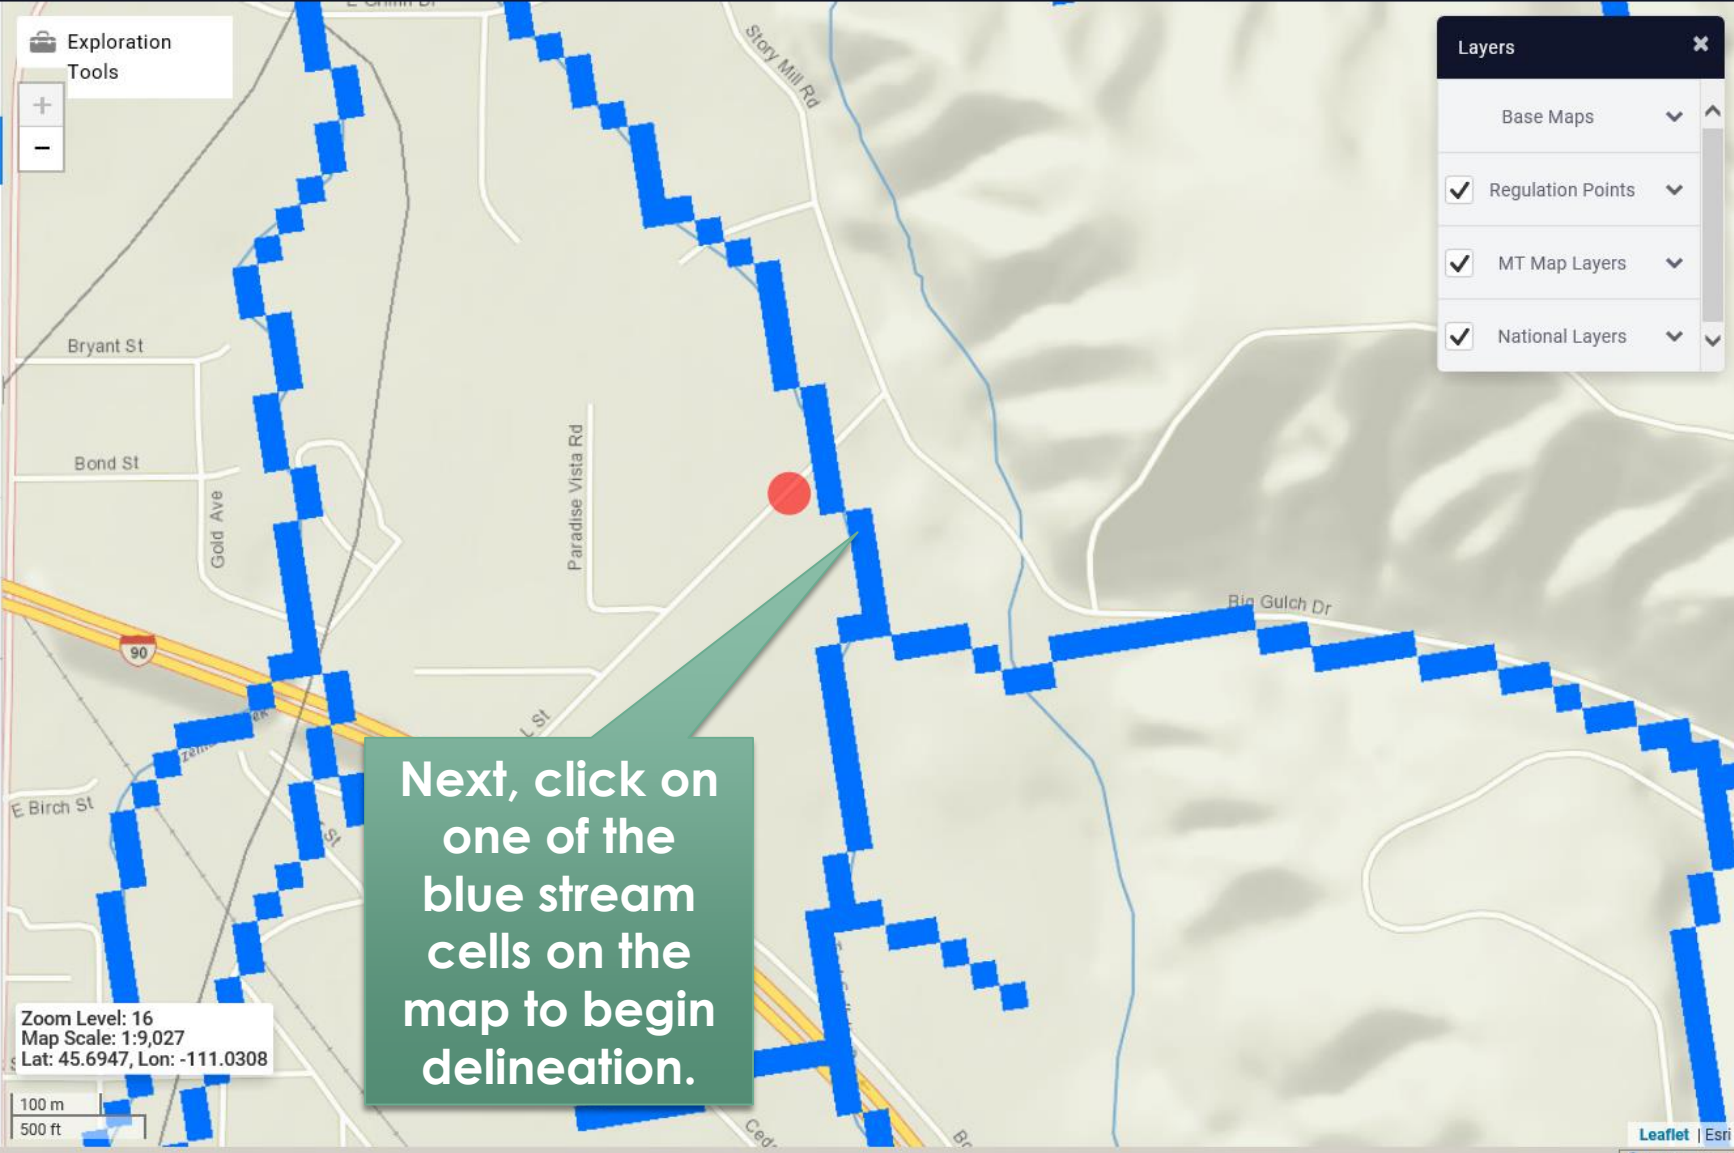 E Griffin Dr
Exploration
Tools
+
−
Story Mill Rd
Layers
Base Maps
Regulation Points
MT Map Layers
National Layers
Bryant St
Bond St
Gold Ave
Paradise Vista Rd
Big Gulch Dr
90
L St
E Birch St
St
Next, click on
one of the
blue stream
cells on the
map to begin
delineation.
Zoom Level: 16
Map Scale: 1:9,027
Lat: 45.6947, Lon: -111.0308
100 m
500 ft
Leaflet | Esri